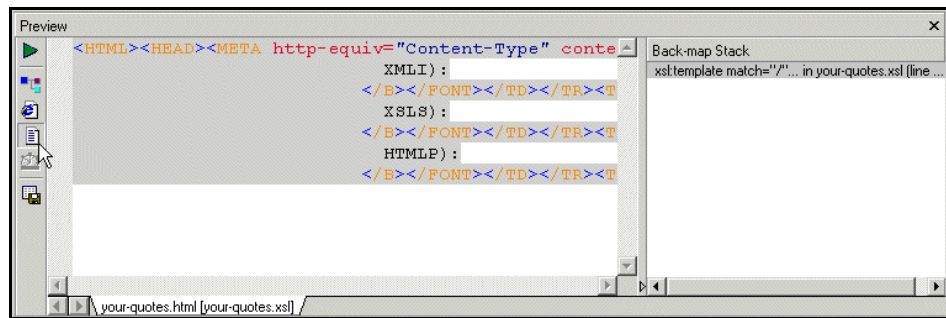 Preview
<HTML><HEAD><META http-equiv="Content-Type" conte
XMLI):
</B></FONT></TD></TR><T
XSLS):
</B></FONT></TD></TR><T
HTMLP):
</B></FONT></TD></TR><T
Back-map Stack
xsl:template match="/"... in your-quotes.xsl (line ...
your-quotes.html [your-quotes.xsl]